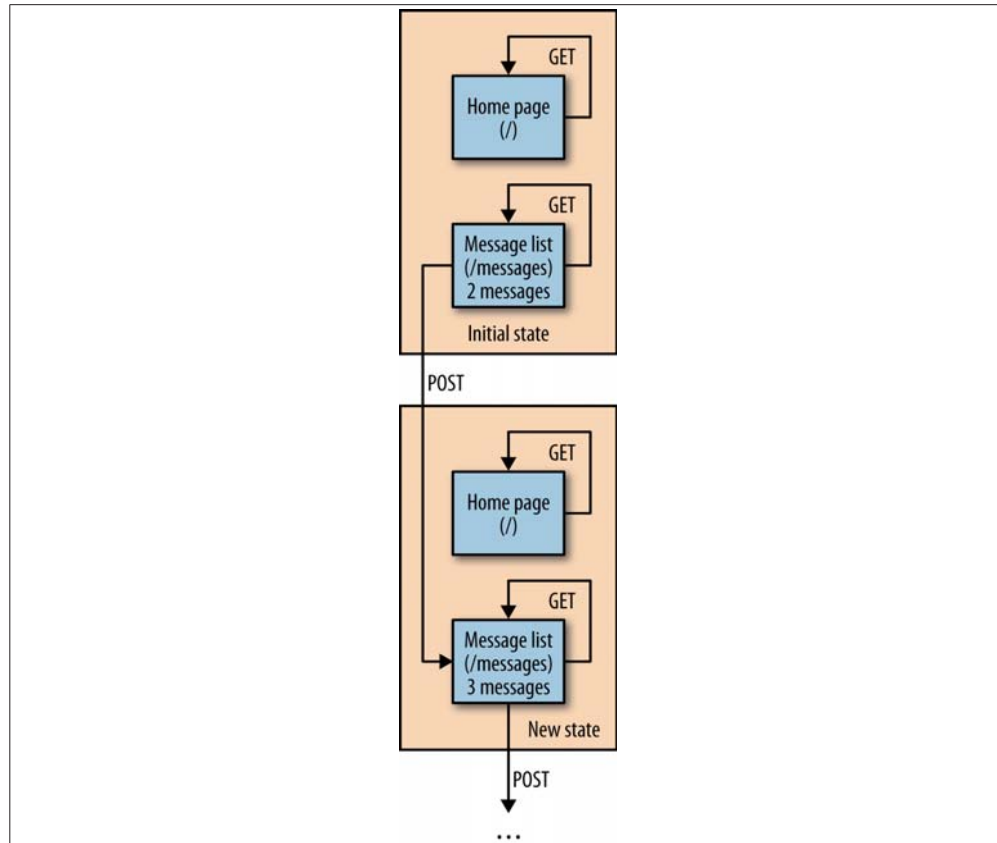 GET
Home page
(/)
GET
Message list
(/messages)
2 messages
Initial state
POST
GET
Home page
(/)
GET
Message list
(/messages)
3 messages
New state
POST
...